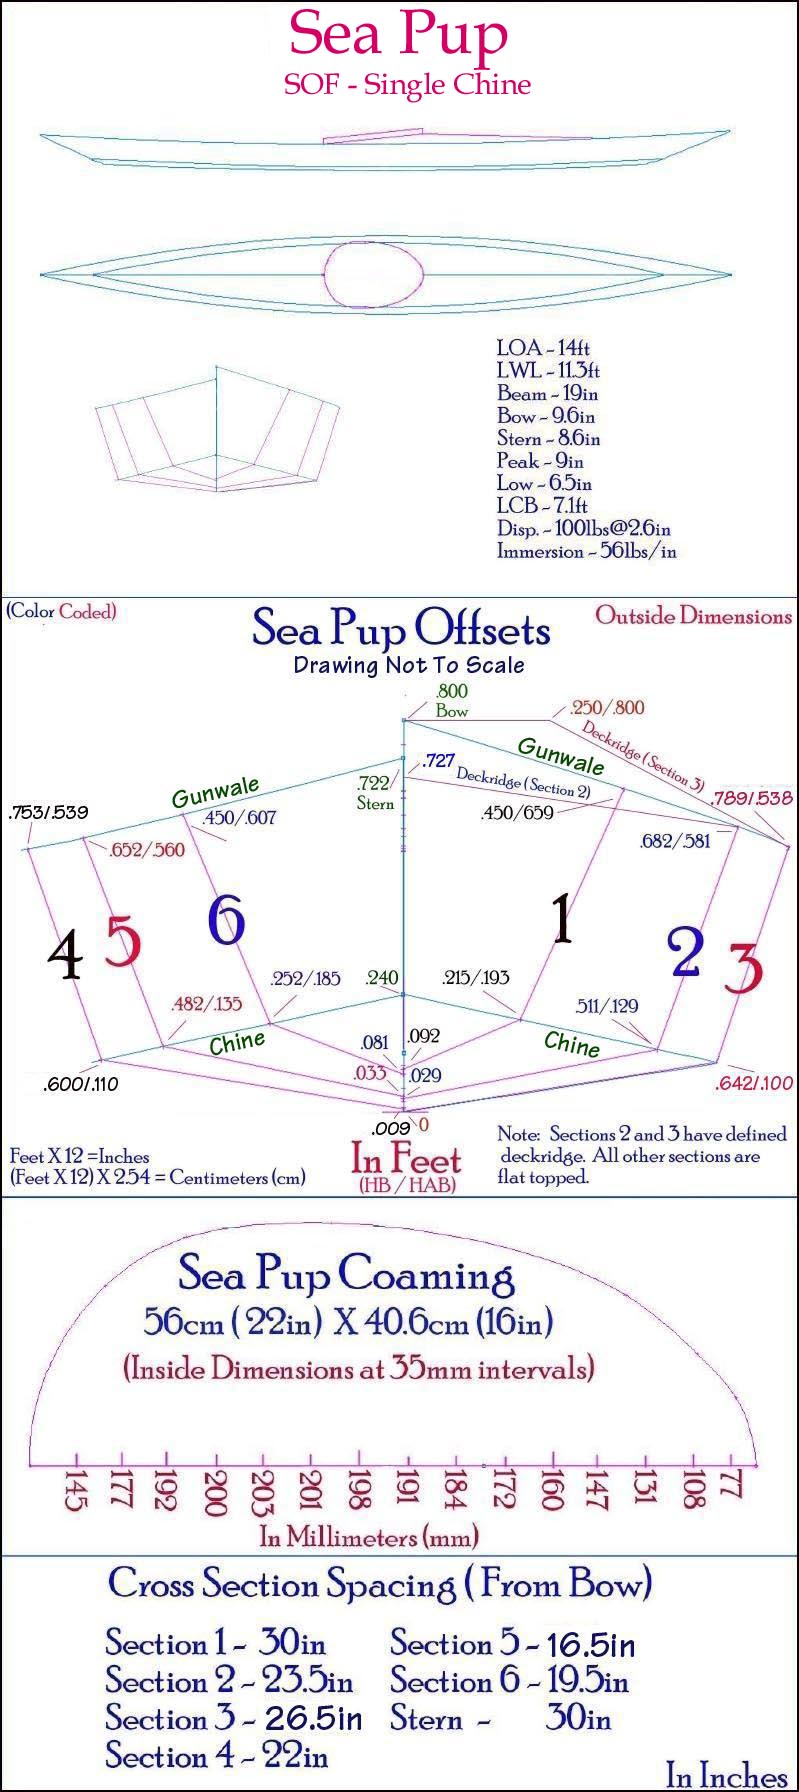 Sea Pup
SOF - Single Chine
LOA - 14ft
LWL - 11.3ft
Beam - 19in
Bow - 9.6in
Stern - 8.6in
Peak - 9in
Low - 6.5in
LCB - 7.1ft
Disp. - 100lbs@2.6in
Immersion - 56lbs/in
(Color Coded)
Sea Pup Offsets
Outside Dimensions
Drawing Not To Scale
.800
Bow
.250/.800
Gunwale
Deckridge (Section 3)
.727
Deckridge (Section 2)
.722
Stern
Gunwale
.753/.539
.450/.607
.450/659
.789/.538
.652/.560
.682/.581
4
5
6
1
2
3
.252/.185
.240
.215/.193
.482/.135
.511/.129
Chine
.081
.092
Chine
.600/.110
.033
.029
.642/.100
.009
0
Feet X 12 = Inches
(Feet X 12) X 2.54 = Centimeters (cm)
In Feet
(HB / HAB)
Note: Sections 2 and 3 have defined
deckridge. All other sections are
flat topped.
Sea Pup Coaming
56cm (22in) X 40.6cm (16in)
(Inside Dimensions at 35mm intervals)
145 177 192 200 203 201 198 191 184 172 160 147 131 108 77
In Millimeters (mm)
Cross Section Spacing (From Bow)
Section 1 - 30in
Section 2 - 23.5in
Section 3 - 26.5in
Section 4 - 22in
Section 5 - 16.5in
Section 6 - 19.5in
Stern - 30in
In Inches